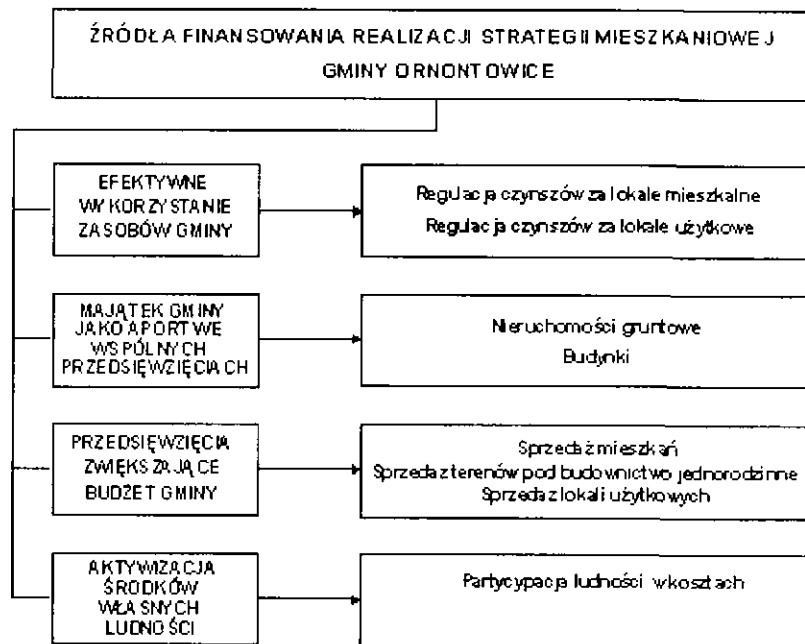 ŹRÓDŁA FINANSOWANIA REALIZACJI STRATEGII MIESZKANIOWEJ
GMINY ORNONTOWICE
EFEKTYWNE
WYKORZYSTANIE
ZASOBÓW GMINY
Regulacja czynszów za lokale mieszkalne
Regulacja czynszów za lokale użytkowe
MAJĄTEK GMINY
JAKO APORT WE
WSPÓLNYCH
PRZEDSIĘWZIĘCIACH
Nieruchomości gruntowe
Budynki
PRZEDSIĘWZIĘCIA
ZWIĘKSZAJĄCE
BUDŻET GMINY
Sprzedaż mieszkań
Sprzedaz terenów pod budownictwo jednorodzinne
Sprzedaz lokali użytkowych
AKTYWIZACJA
ŚRODKÓW
WŁASNYCH
LUDNOŚCI
Partycypacja ludności w kosztach